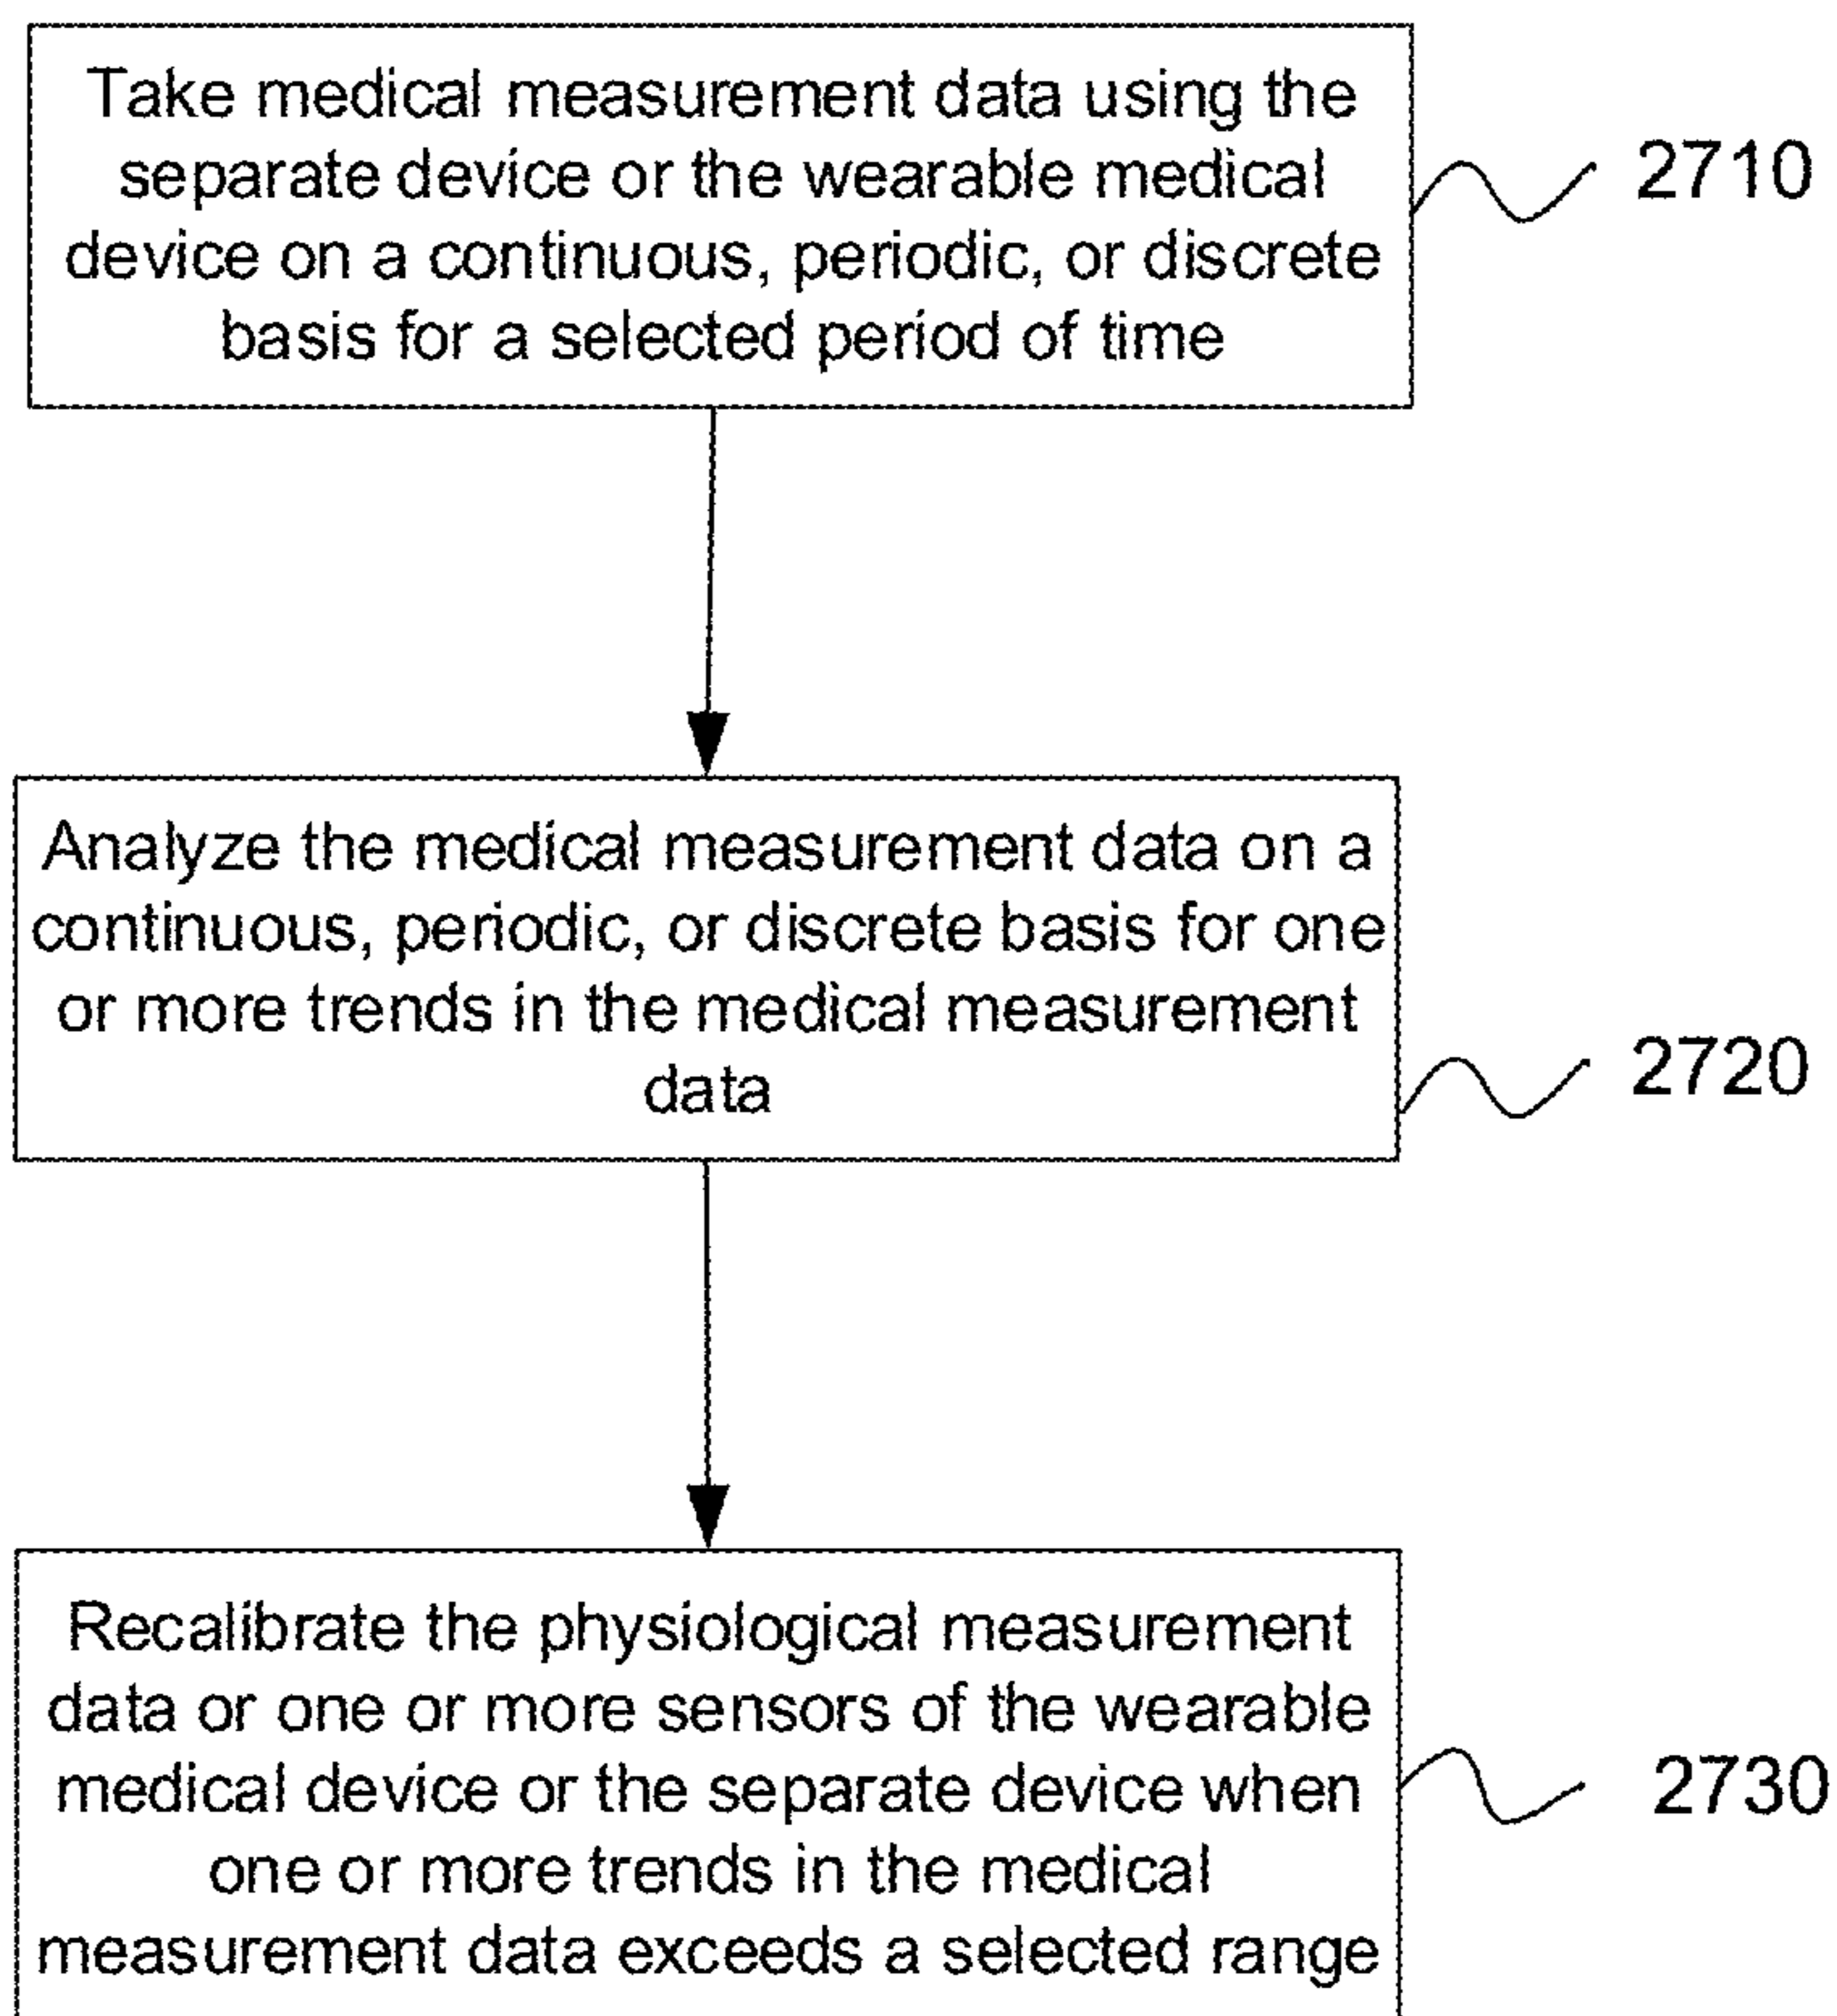 Take medical measurement data using the
separate device or the wearable medical
device on a continuous, periodic, or discrete
basis for a selected period of time
2710
Analyze the medical measurement data on a
continuous, periodic, or discrete basis for one
or more trends in the medical measurement
data
2720
Recalibrate the physiological measurement
data or one or more sensors of the wearable
medical device or the separate device when
one or more trends in the medical
measurement data exceeds a selected range
2730